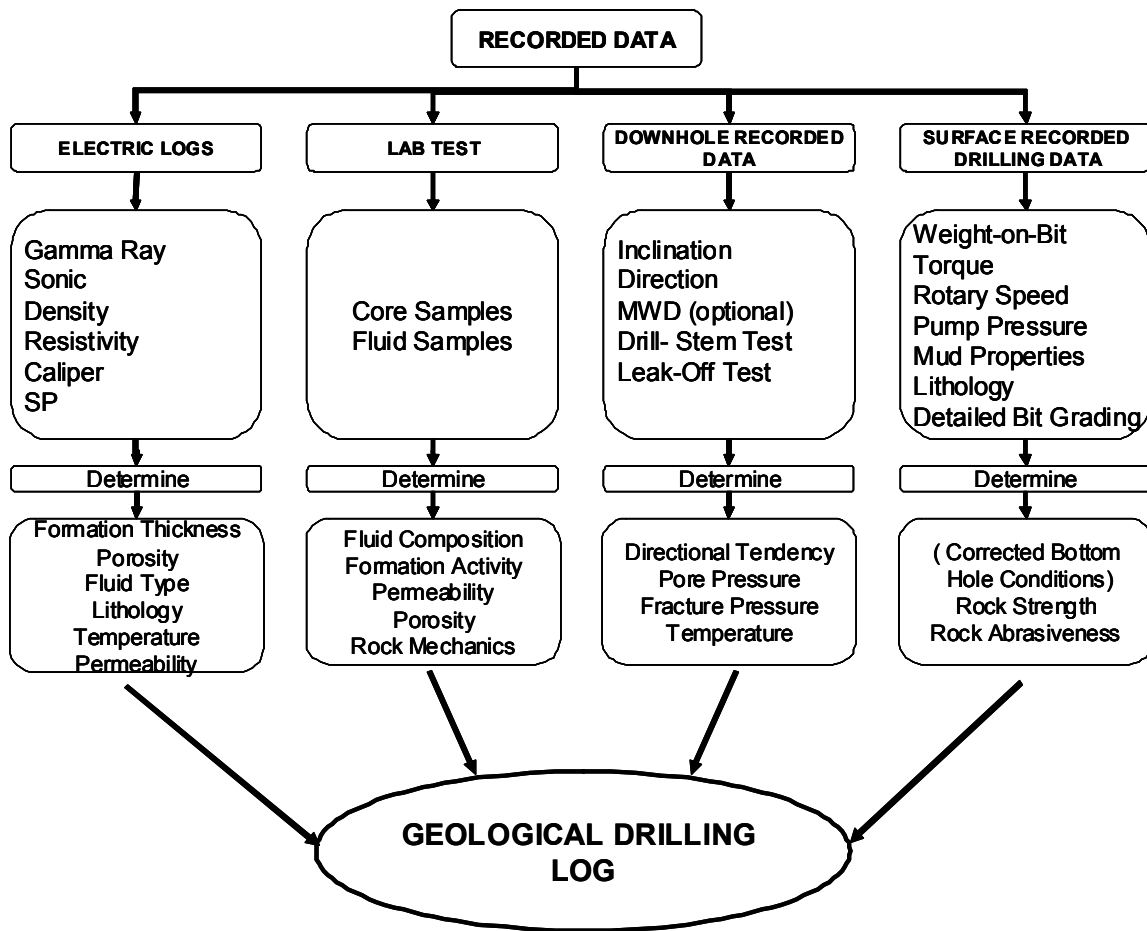 RECORDED DATA
ELECTRIC LOGS
LAB TEST
DOWNHOLE RECORDED
DATA
SURFACE RECORDED
DRILLING DATA
Gamma Ray
Sonic
Density
Resistivity
Caliper
SP
Core Samples
Fluid Samples
Inclination
Direction
MWD (optional)
Drill- Stem Test
Leak-Off Test
Weight-on-Bit
Torque
Rotary Speed
Pump Pressure
Mud Properties
Lithology
Detailed Bit Grading
Determine
Determine
Determine
Determine
Formation Thickness
Porosity
Fluid Type
Lithology
Temperature
Permeability
Fluid Composition
Formation Activity
Permeability
Porosity
Rock Mechanics
Directional Tendency
Pore Pressure
Fracture Pressure
Temperature
( Corrected Bottom
Hole Conditions)
Rock Strength
Rock Abrasiveness
GEOLOGICAL DRILLING
LOG